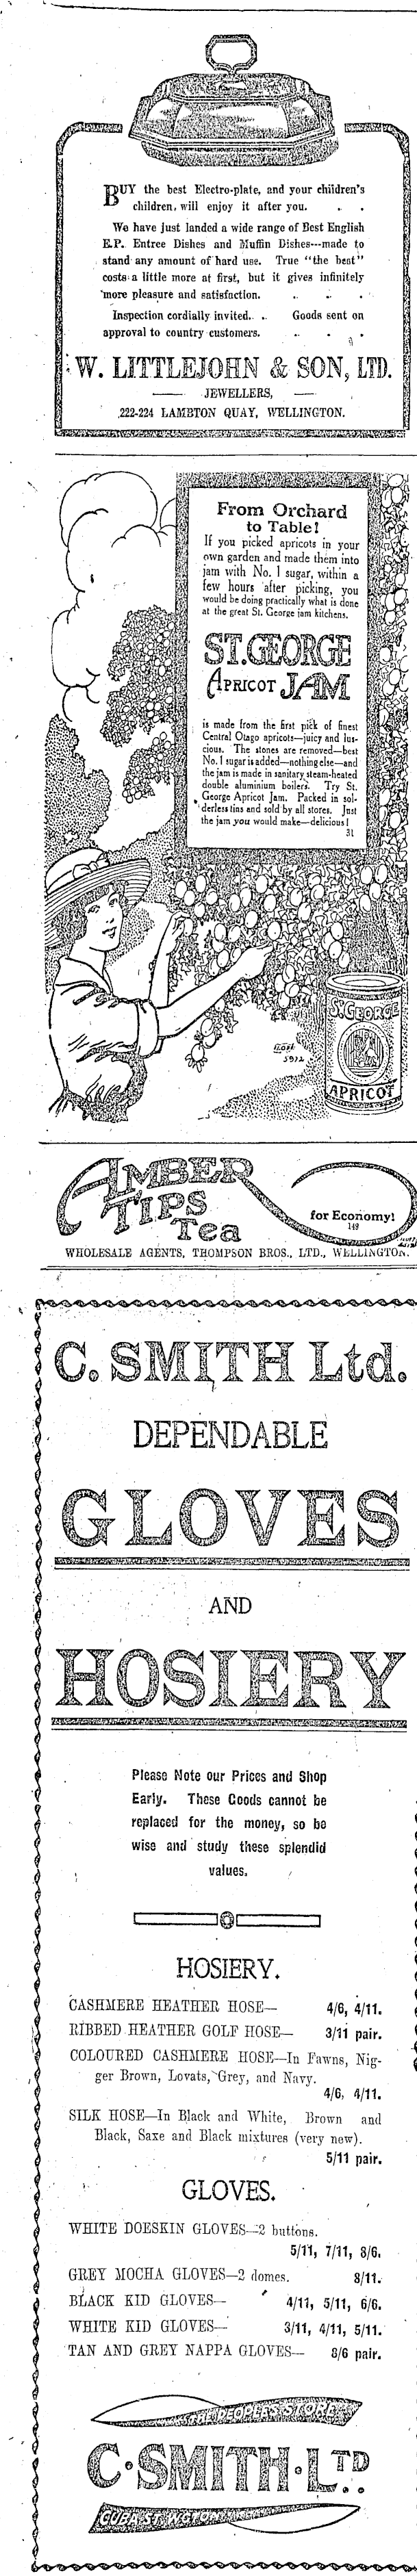 BUY the best Electro-plate, and your children's
children, will enjoy it after you. . .
We have just landed a wide range of Best English
E.P. Entree Dishes and Muffin Dishes---made to
stand any amount of hard use. True "the best"
costs a little more at first, but it gives infinitely
more pleasure and satisfaction. .. . .
Inspection cordially invited. .. Goods sent on
approval to country customers. .. . .
W. LITTLEJOHN & SON, LTD.
JEWELLERS,
222-224 LAMBTON QUAY, WELLINGTON.
From Orchard
to Table!
If you picked apricots in your
own garden and made them into
jam with No. 1 sugar, within a
few hours after picking, you
would be doing practically what is done
at the great St. George jam kitchens.
ST. GEORGE
APRICOT JAM
is made from the first pick of finest
Central Otago apricots—juicy and lus-
cious. The stones are removed—best
No. 1 sugar is added—nothing else—and
the jam is made in sanitary steam-heated
double aluminium boilers. Try St.
George Apricot Jam. Packed in sol-
derless tins and sold by all stores. Just
the jam you would make—delicious!
31
ST. GEORGE
APRICOT
5912
AMBER
TIPS
Tea
for Economy!
149
WHOLESALE AGENTS, THOMPSON BROS., LTD., WELLINGTON.
C. SMITH Ltd.
DEPENDABLE
GLOVES
AND
HOSIERY
Please Note our Prices and Shop
Early. These Goods cannot be
replaced for the money, so be
wise and study these splendid
values.
HOSIERY.
CASHMERE HEATHER HOSE— 4/6, 4/11.
RIBBED HEATHER GOLF HOSE— 3/11 pair.
COLOURED CASHMERE HOSE—In Fawns, Nig-
ger Brown, Lovats, Grey, and Navy.
4/6, 4/11.
SILK HOSE—In Black and White, Brown and
Black, Saxe and Black mixtures (very new).
5/11 pair.
GLOVES.
WHITE DOESKIN GLOVES—2 buttons.
5/11, 7/11, 8/6.
GREY MOCHA GLOVES—2 domes. 8/11.
BLACK KID GLOVES— 4/11, 5/11, 6/6.
WHITE KID GLOVES— 3/11, 4/11, 5/11.
TAN AND GREY NAPPA GLOVES— 8/6 pair.
THE PEOPLE'S STORE
C·SMITH·LTD.
CUBA ST